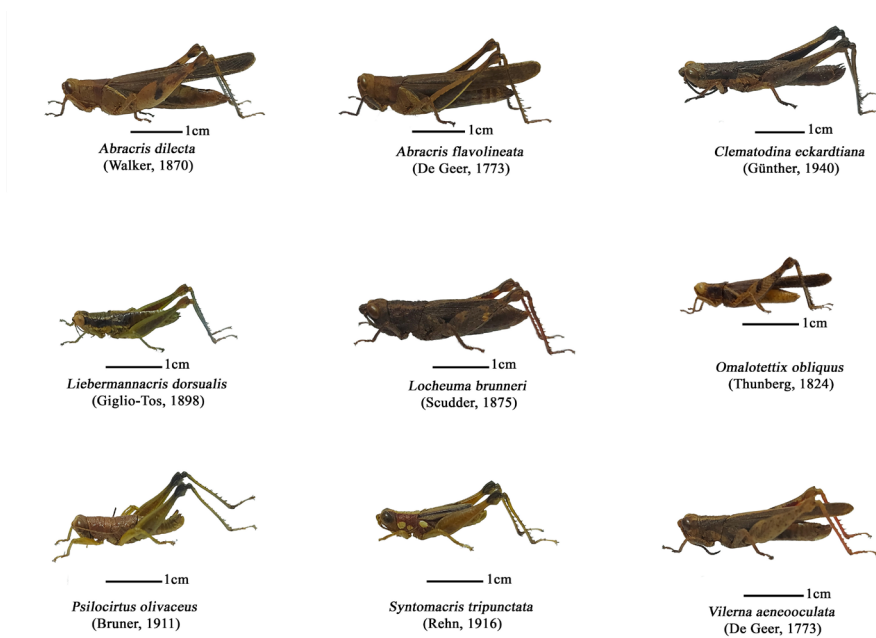 1cm
Abracris dilecta
(Walker, 1870)
1cm
Abracris flavolineata
(De Geer, 1773)
1cm
Clematodina eckardtiana
(Günther, 1940)
1cm
Liebermannacris dorsualis
(Giglio-Tos, 1898)
1cm
Locheuma brunneri
(Scudder, 1875)
1cm
Omalotettix obliquus
(Thunberg, 1824)
1cm
Psilocirtus olivaceus
(Bruner, 1911)
1cm
Syntomacris tripunctata
(Rehn, 1916)
1cm
Vilerna aeneooculata
(De Geer, 1773)